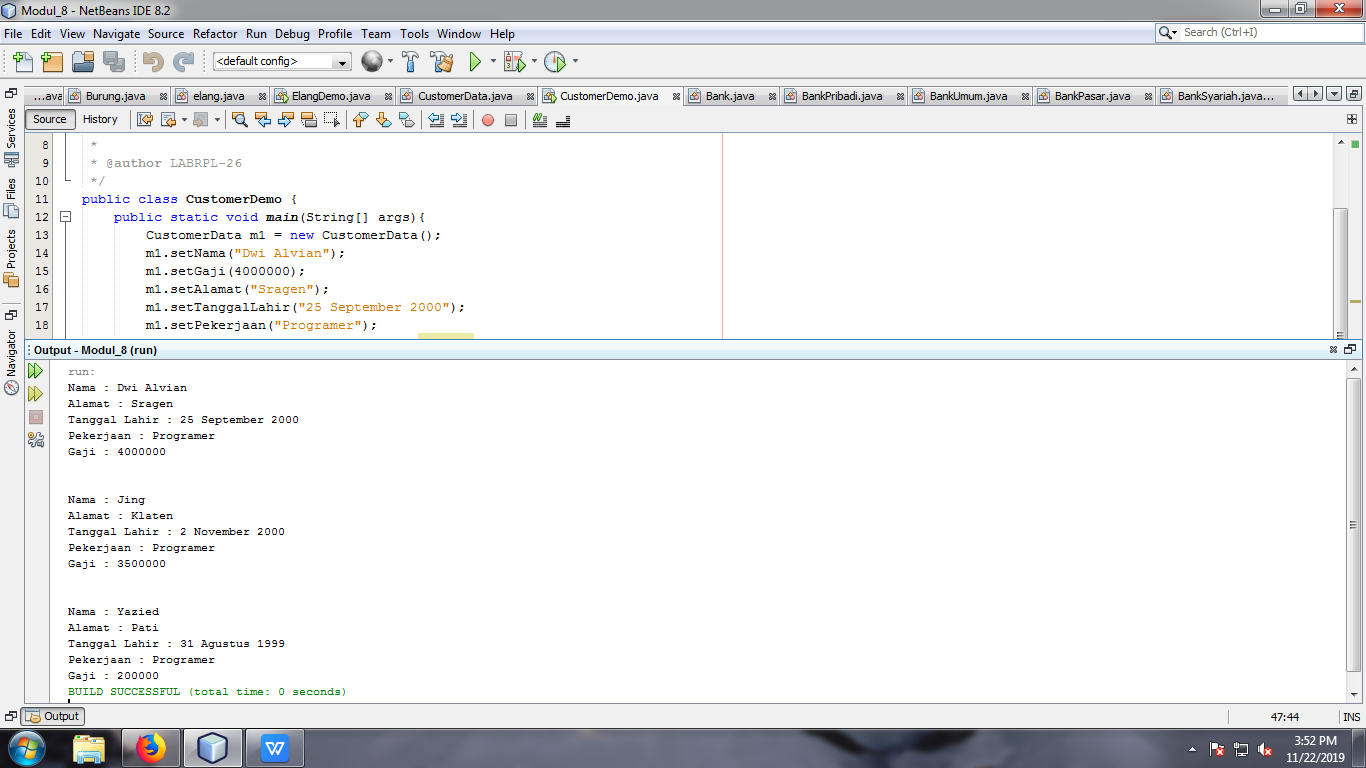 Modul_8 - NetBeans IDE 8.2
File Edit View Navigate Source Refactor Run Debug Profile Team Tools Window Help
Search (Ctrl+I)
<default config>
...ava Burung.java elang.java ElangDemo.java CustomerData.java CustomerDemo.java Bank.java BankPribadi.java BankUmum.java BankPasar.java BankSyariah.java...
Source History
Services
Files
Projects
Navigator
8 *
9 * @author LABRPL-26
10 */
11 public class CustomerDemo {
12 public static void main(String[] args){
13 CustomerData m1 = new CustomerData();
14 m1.setNama("Dwi Alvian");
15 m1.setGaji(4000000);
16 m1.setAlamat("Sragen");
17 m1.setTanggalLahir("25 September 2000");
18 m1.setPekerjaan("Programer");
Output - Modul_8 (run)
run:
Nama : Dwi Alvian
Alamat : Sragen
Tanggal Lahir : 25 September 2000
Pekerjaan : Programer
Gaji : 4000000
Nama : Jing
Alamat : Klaten
Tanggal Lahir : 2 November 2000
Pekerjaan : Programer
Gaji : 3500000
Nama : Yazied
Alamat : Pati
Tanggal Lahir : 31 Agustus 1999
Pekerjaan : Programer
Gaji : 200000
BUILD SUCCESSFUL (total time: 0 seconds)
Output
47:44 INS
3:52 PM
11/22/2019